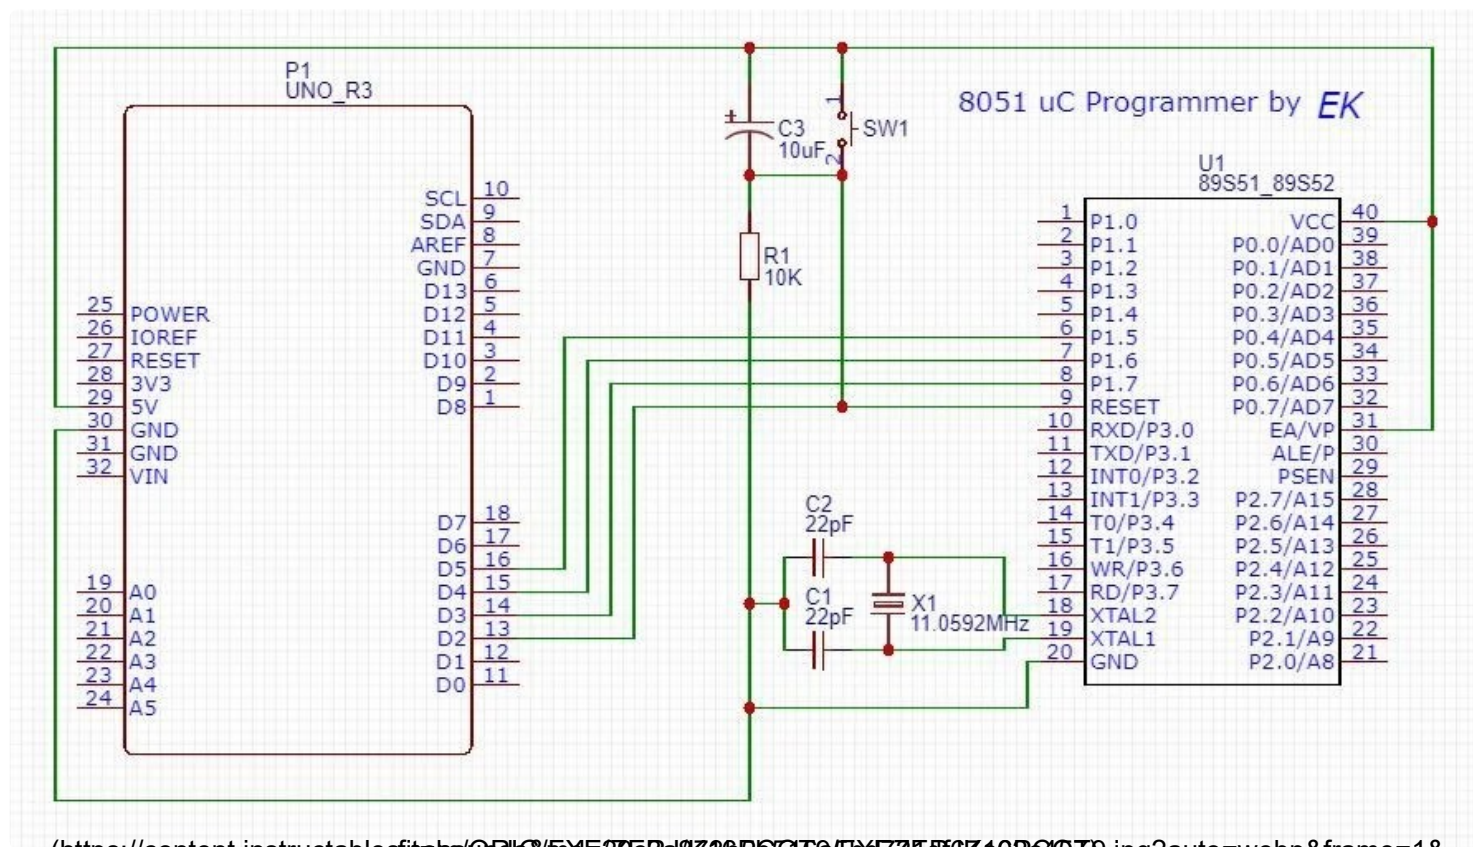 P1
UNO_R3
8051 uC Programmer by EK
+
C3
10uF
1
2
SW1
R1
10K
U1
89S51_89S52
SCL 10
SDA 9
AREF 8
GND 7
D13 6
D12 5
D11 4
D10 3
D9 2
D8 1
25 POWER
26 IOREF
27 RESET
28 3V3
29 5V
30 GND
31 GND
32 VIN
D7 18
D6 17
D5 16
D4 15
D3 14
D2 13
D1 12
D0 11
19 A0
20 A1
21 A2
22 A3
23 A4
24 A5
C2
22pF
C1
22pF
X1
11.0592MHz
1 P1.0
2 P1.1
3 P1.2
4 P1.3
5 P1.4
6 P1.5
7 P1.6
8 P1.7
9 RESET
10 RXD/P3.0
11 TXD/P3.1
12 INT0/P3.2
13 INT1/P3.3
14 T0/P3.4
15 T1/P3.5
16 WR/P3.6
17 RD/P3.7
18 XTAL2
19 XTAL1
20 GND
VCC 40
P0.0/AD0 39
P0.1/AD1 38
P0.2/AD2 37
P0.3/AD3 36
P0.4/AD4 35
P0.5/AD5 34
P0.6/AD6 33
P0.7/AD7 32
EA/VP 31
ALE/P 30
PSEN 29
P2.7/A15 28
P2.6/A14 27
P2.5/A13 26
P2.4/A12 25
P2.3/A11 24
P2.2/A10 23
P2.1/A9 22
P2.0/A8 21